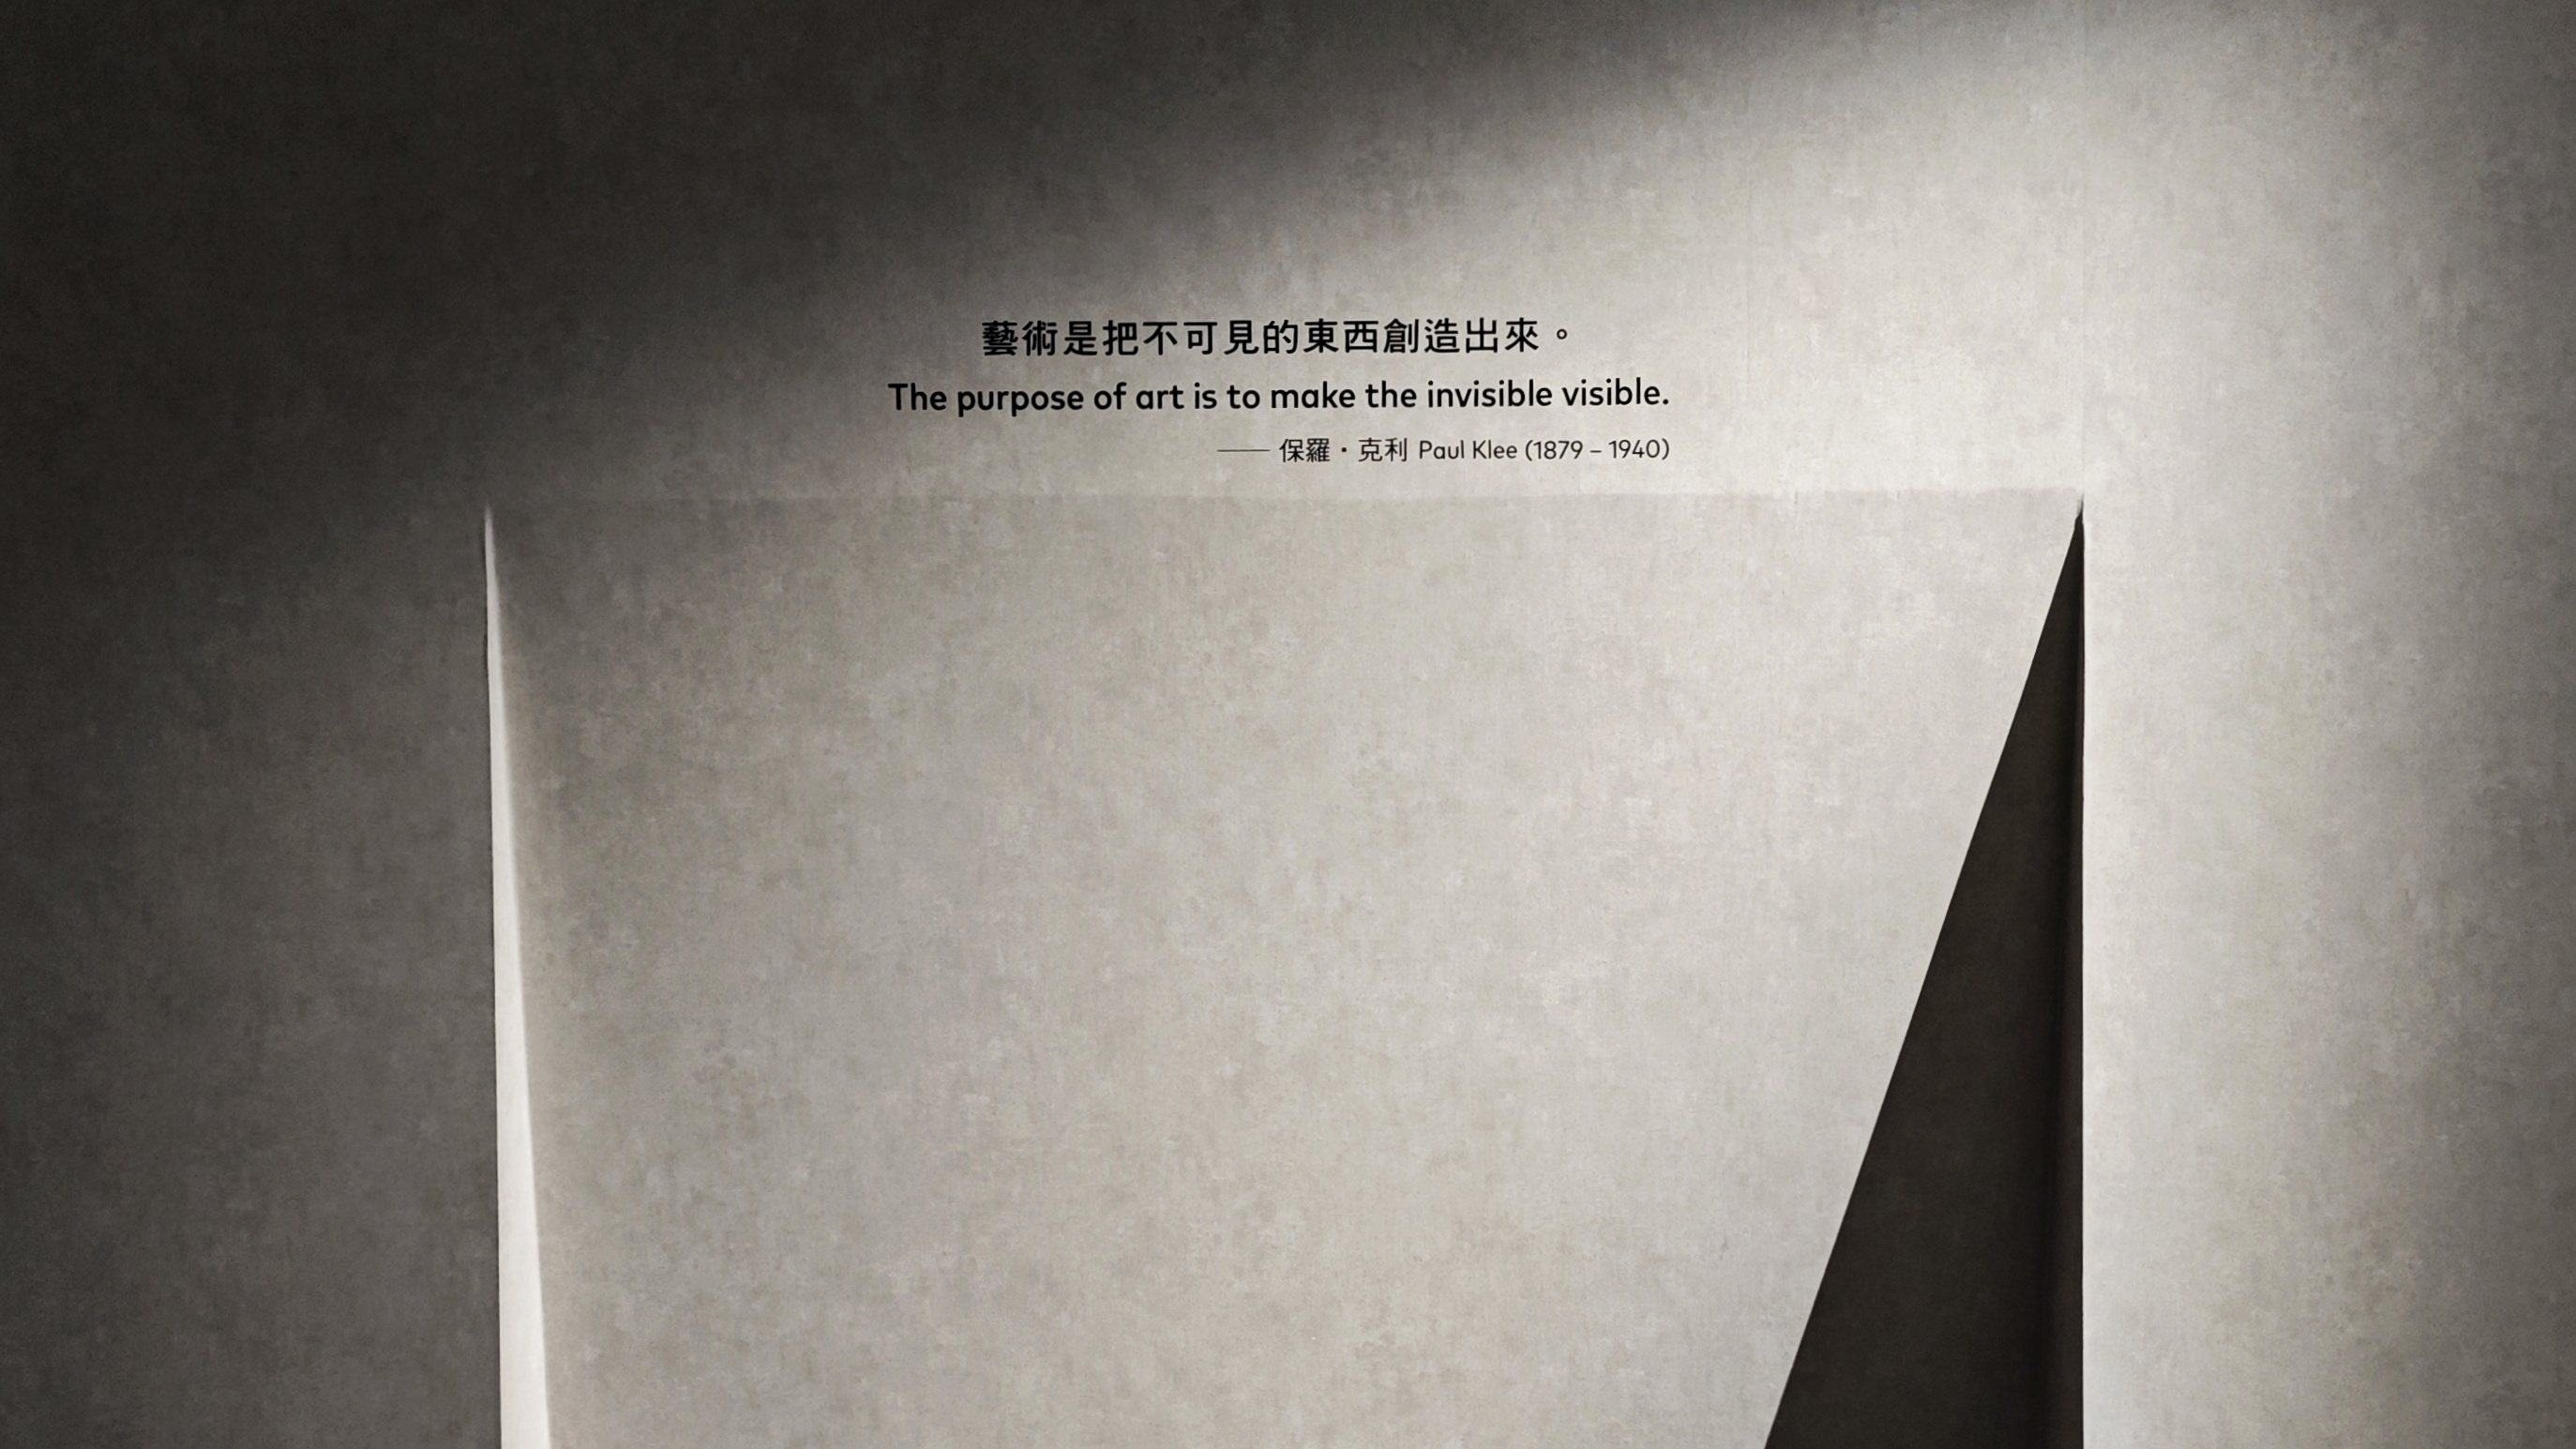 藝術是把不可見的東西創造出來。
The purpose of art is to make the invisible visible.
—— 保羅・克利 Paul Klee (1879 – 1940)